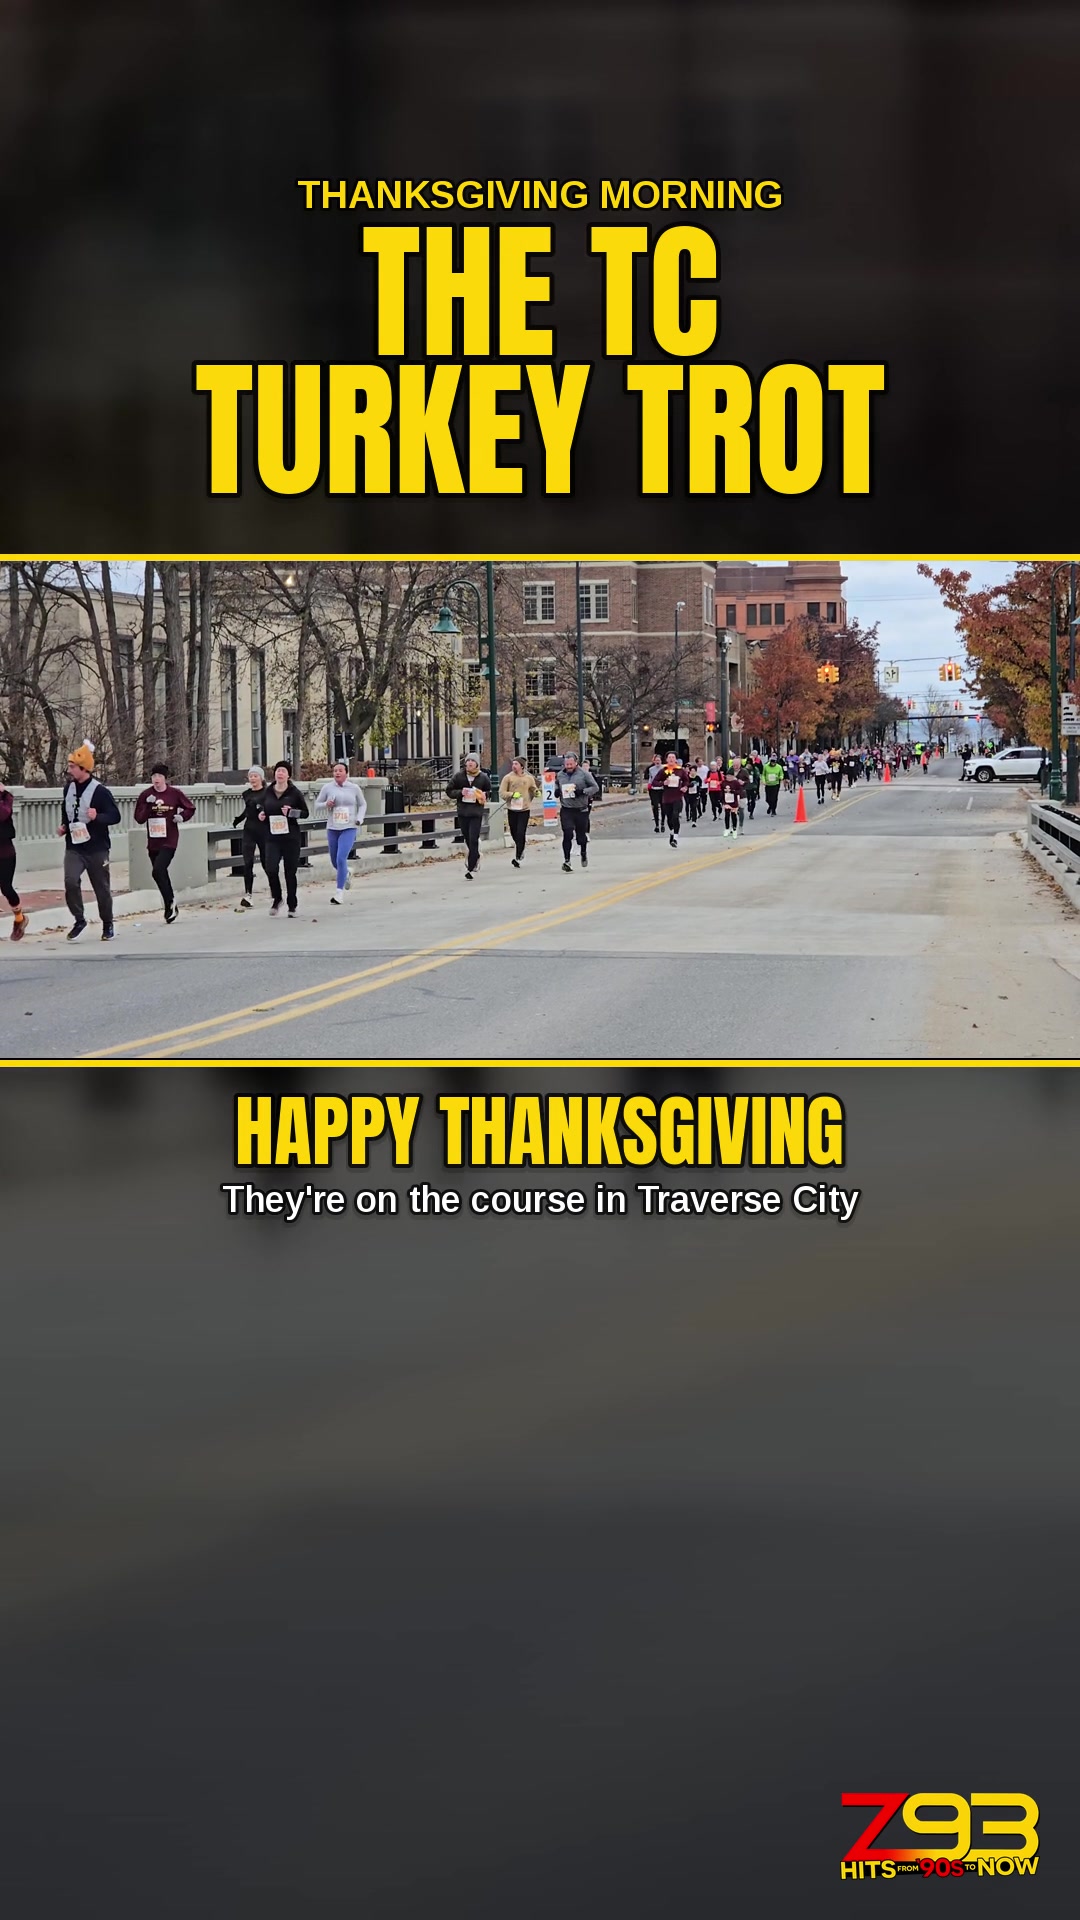 THANKSGIVING MORNING
THE TC
TURKEY TROT
2
HAPPY THANKSGIVING
They're on the course in Traverse City
Z93
HITS FROM '90S TO NOW